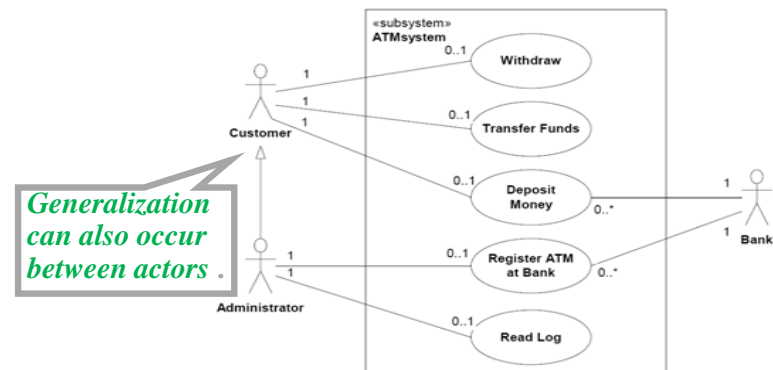 «subsystem»
ATMsystem
0..1
Withdraw
1
1
0..1
Transfer Funds
1
Customer
0..1
Deposit
Money
1
0..*
Generalization
can also occur
between actors .
1
Bank
1
0..1
Register ATM
at Bank
0..*
1
Administrator
0..1
Read Log